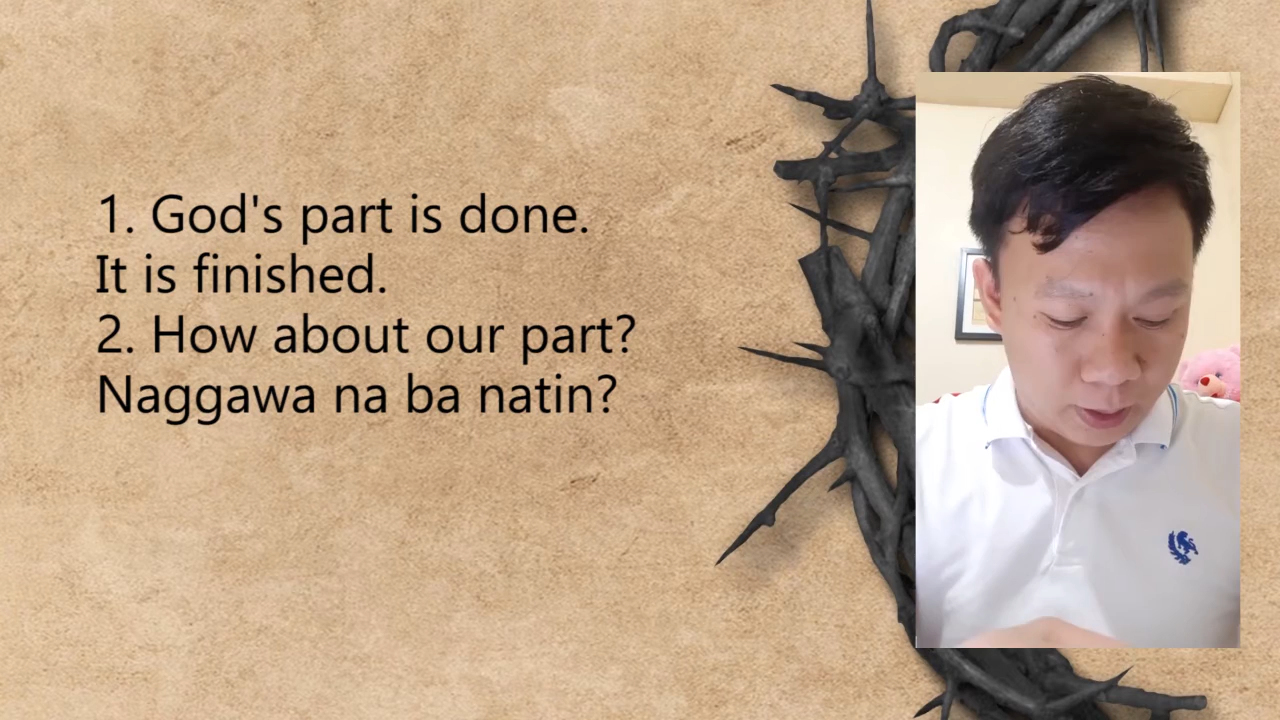 1. God's part is done.
It is finished.
2. How about our part?
Naggawa na ba natin?